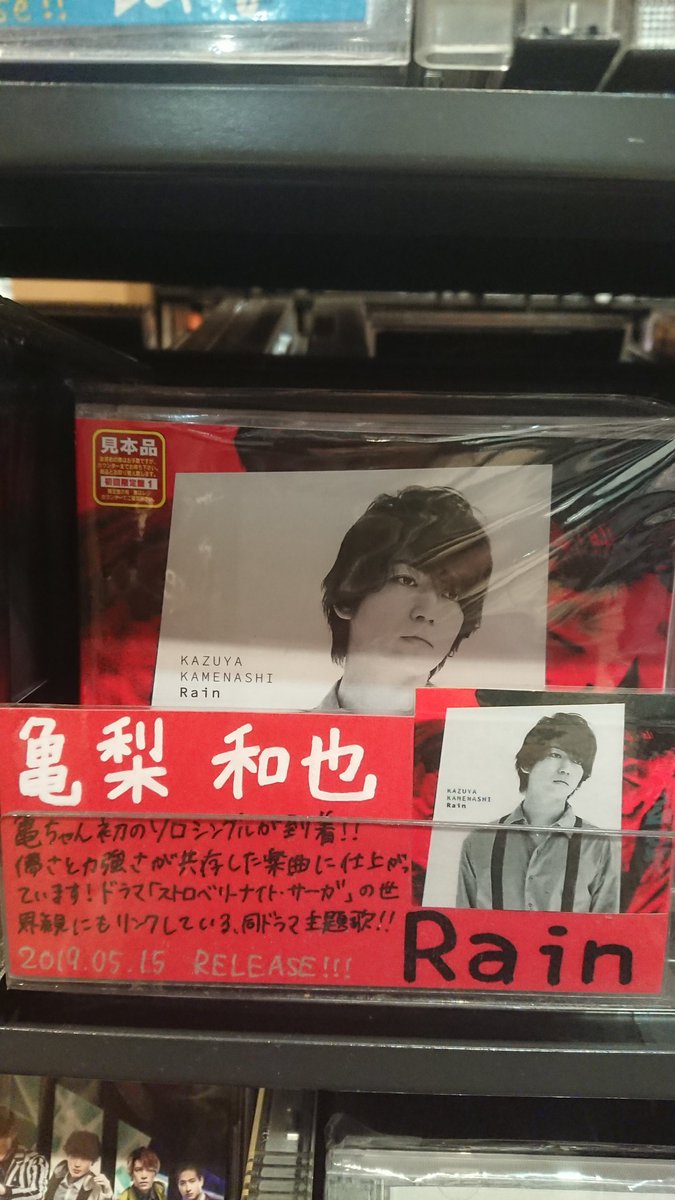 se!!
見本品
初回限定盤 1
KAZUYA
KAMENASHI
Rain
亀梨 和也
KAZUYA
KAMENASHI
Rain
亀ちゃん初のソロシングルが到着!!
儚さと力強さが共存した楽曲に仕上がっ
ています!ドラマ「ストロベリーナイト・サーガ」の世
界観にもリンクしている、同ドラマ主題歌!!
2019.05.15 RELEASE!!!
Rain